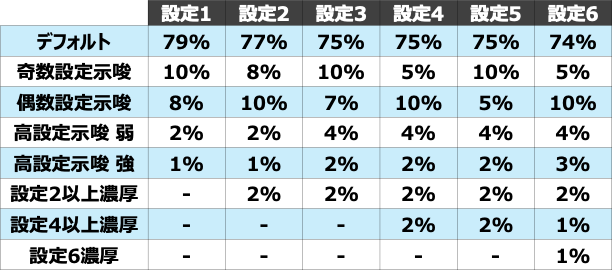 設定1 設定2 設定3 設定4 設定5 設定6
デフォルト 79% 77% 75% 75% 75% 74%
奇数設定示唆 10% 8% 10% 5% 10% 5%
偶数設定示唆 8% 10% 7% 10% 5% 10%
高設定示唆 弱 2% 2% 4% 4% 4% 4%
高設定示唆 強 1% 1% 2% 2% 2% 3%
設定2以上濃厚 - 2% 2% 2% 2% 2%
設定4以上濃厚 - - - 2% 2% 1%
設定6濃厚 - - - - - 1%